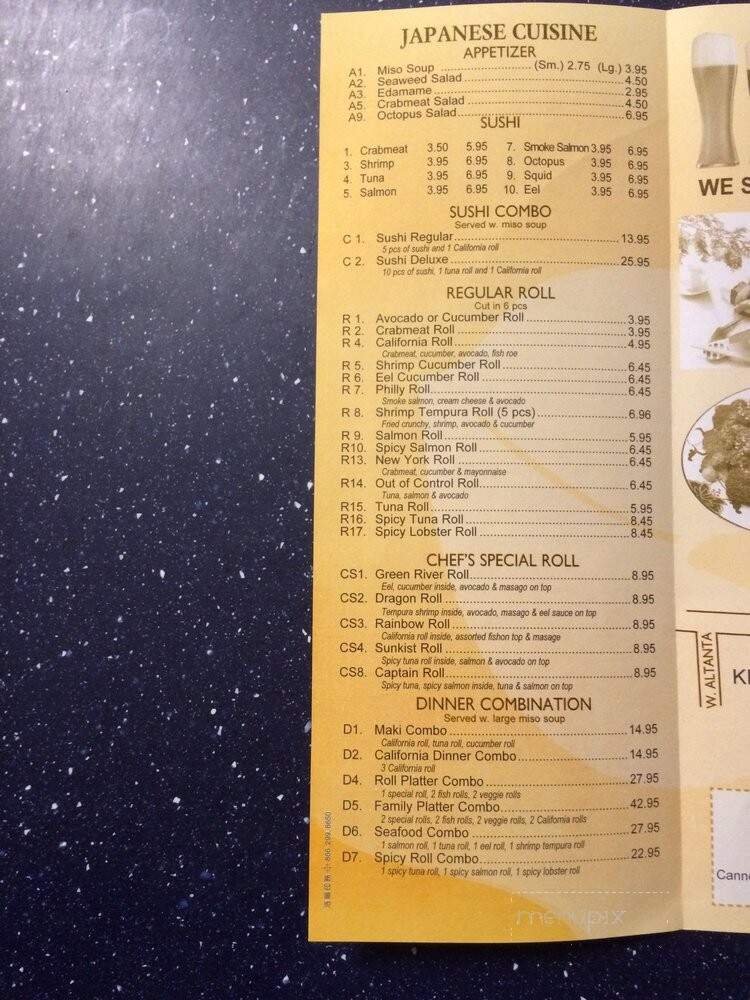 JAPANESE CUISINE
APPETIZER
A1. Miso Soup (Sm.) 2.75 (Lg.) 3.95
A2. Seaweed Salad 4.50
A3. Edamame 2.95
A5. Crabmeat Salad 4.50
A9. Octopus Salad 6.95
SUSHI
1. Crabmeat 3.50 5.95 7. Smoke Salmon 3.95 6.95
3. Shrimp 3.95 6.95 8. Octopus 3.95 6.95
4. Tuna 3.95 6.95 9. Squid 3.95 6.95
5. Salmon 3.95 6.95 10. Eel 3.95 6.95
SUSHI COMBO
Served w. miso soup
C 1. Sushi Regular 13.95
5 pcs of sushi and 1 California roll
C 2. Sushi Deluxe 25.95
10 pcs of sushi, 1 tuna roll and 1 California roll
REGULAR ROLL
Cut in 6 pcs
R 1. Avocado or Cucumber Roll 3.95
R 2. Crabmeat Roll 3.95
R 4. California Roll 4.95
Crabmeat, cucumber, avocado, fish roe
R 5. Shrimp Cucumber Roll 6.45
R 6. Eel Cucumber Roll 6.45
R 7. Philly Roll 6.45
Smoke salmon, cream cheese & avocado
R 8. Shrimp Tempura Roll (5 pcs) 6.96
Fried crunchy, shrimp, avocado & cucumber
R 9. Salmon Roll 5.95
R10. Spicy Salmon Roll 6.45
R13. New York Roll 6.45
Crabmeat, cucumber & mayonnaise
R14. Out of Control Roll 6.45
Tuna, salmon & avocado
R15. Tuna Roll 5.95
R16. Spicy Tuna Roll 8.45
R17. Spicy Lobster Roll 8.45
CHEF'S SPECIAL ROLL
CS1. Green River Roll 8.95
Eel, cucumber inside, avocado & masago on top
CS2. Dragon Roll 8.95
Tempura shrimp inside, avocado, masago & eel sauce on top
CS3. Rainbow Roll 8.95
California roll inside, assorted fishon top & masage
CS4. Sunkist Roll 8.95
Spicy tuna roll inside, salmon & avocado on top
CS8. Captain Roll 8.95
Spicy tuna, spicy salmon inside, tuna & salmon on top
DINNER COMBINATION
Served w. large miso soup
D1. Maki Combo 14.95
California roll, tuna roll, cucumber roll
D2. California Dinner Combo 14.95
3 California roll
D4. Roll Platter Combo 27.95
1 special roll, 2 fish rolls, 2 veggie rolls
D5. Family Platter Combo 42.95
2 special rolls, 2 fish rolls, 2 veggie rolls, 2 California rolls
D6. Seafood Combo 27.95
1 salmon roll, 1 tuna roll, 1 eel roll, 1 shrimp tempura roll
D7. Spicy Roll Combo 22.95
1 spicy tuna roll, 1 spicy salmon roll, 1 spicy lobster roll
866.299.8650
menupix
WE S
W. ALTANTA
KI
Canno